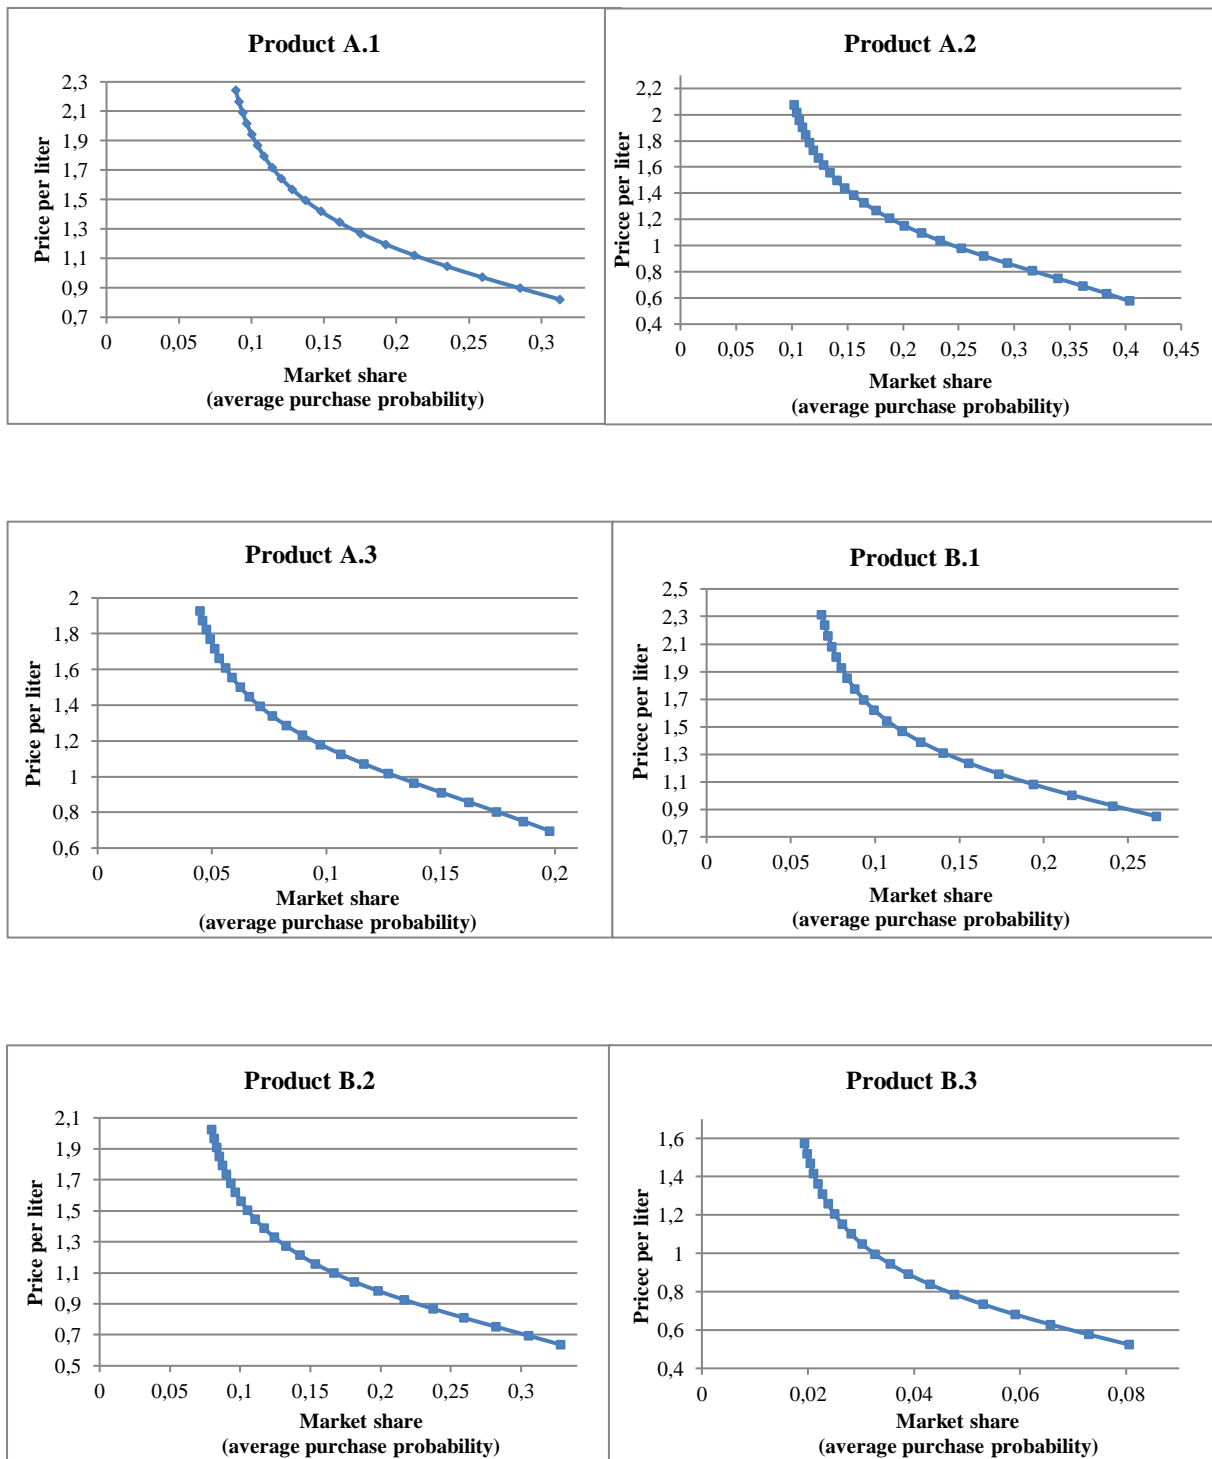 Product A.1
Price per liter
2,3
2,1
1,9
1,7
1,5
1,3
1,1
0,9
0,7
0 0,05 0,1 0,15 0,2 0,25 0,3
Market share
(average purchase probability)
Product A.2
Pricce per liter
2,2
2
1,8
1,6
1,4
1,2
1
0,8
0,6
0,4
0 0,05 0,1 0,15 0,2 0,25 0,3 0,35 0,4 0,45
Market share
(average purchase probability)
Product A.3
Price per liter
2
1,8
1,6
1,4
1,2
1
0,8
0,6
0 0,05 0,1 0,15 0,2
Market share
(average purchase probability)
Product B.1
Pricec per liter
2,5
2,3
2,1
1,9
1,7
1,5
1,3
1,1
0,9
0,7
0 0,05 0,1 0,15 0,2 0,25
Market share
(average purchase probability)
Product B.2
Price per liter
2,1
1,9
1,7
1,5
1,3
1,1
0,9
0,7
0,5
0 0,05 0,1 0,15 0,2 0,25 0,3
Market share
(average purchase probability)
Product B.3
Pricec per liter
1,6
1,4
1,2
1
0,8
0,6
0,4
0 0,02 0,04 0,06 0,08
Market share
(average purchase probability)